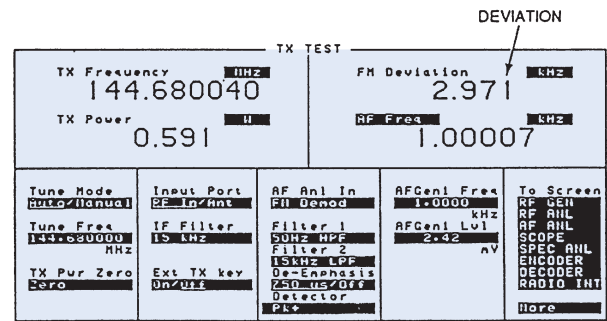 DEVIATION
TX TEST
TX Frequency MHz
144.680040
TX Power W
0.591
FM Deviation kHz
2.971
AF Freq kHz
1.00007
Tune Mode
Auto/Manual
Tune Freq
144.680000
MHz
TX Pwr Zero
Zero
Input Port
RF In/Ant
IF Filter
15 kHz
Ext TX key
On/Off
AF Anl In
FM Demod
Filter 1
50Hz HPF
Filter 2
15kHz LPF
De-Emphasis
750 us/Off
Detector
Pk+
AFGen1 Freq
1.0000
kHz
AFGen1 Lvl
2.42
mV
To Screen
RF GEN
RF ANL
AF ANL
SCOPE
SPEC ANL
ENCODER
DECODER
RADIO INT
More